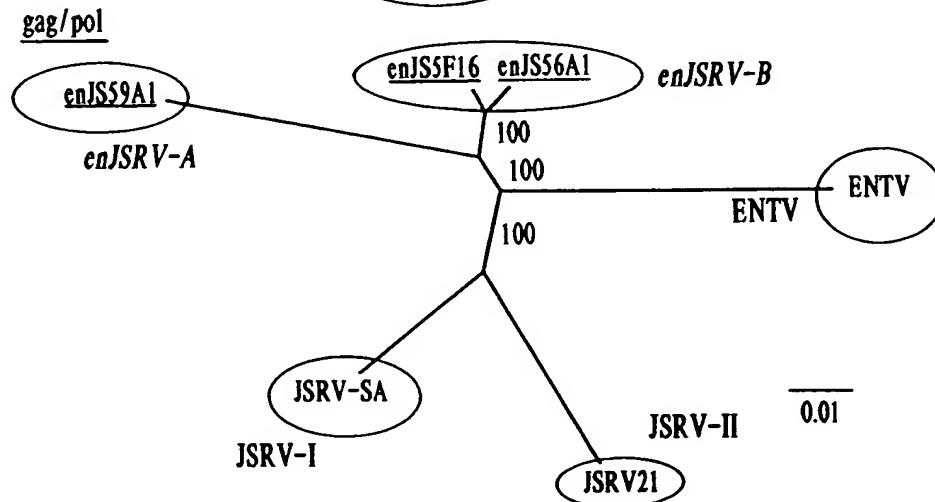 gag/pol
enJS59A1
enJSRV-A
enJS5F16 enJS56A1
enJSRV-B
100
100
100
ENTV
ENTV
JSRV-SA
JSRV-I
JSRV-II
JSRV21
0.01